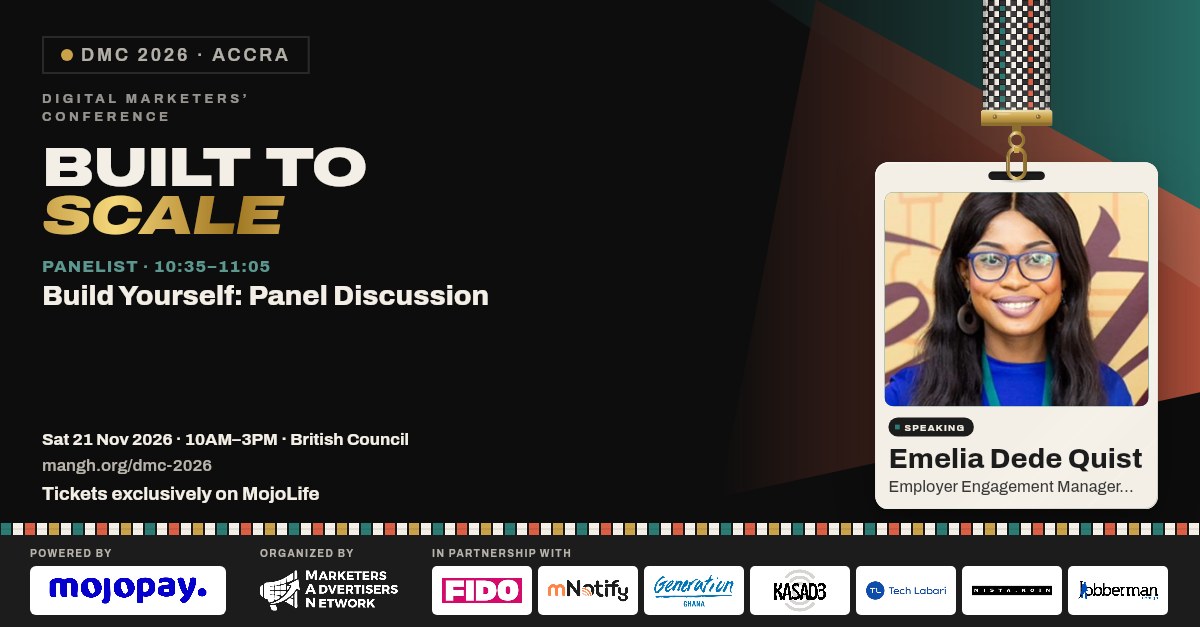 DMC 2026 · ACCRA
DIGITAL MARKETERS’
CONFERENCE
BUILT TO
SCALE
PANELIST · 10:35–11:05
Build Yourself: Panel Discussion
Sat 21 Nov 2026 · 10AM–3PM · British Council
mangh.org/dmc-2026
Tickets exclusively on MojoLife
SPEAKING
Emelia Dede Quist
Employer Engagement Manager…
POWERED BY
mojopay.
ORGANIZED BY
MARKETERS
ADVERTISERS
NETWORK
IN PARTNERSHIP WITH
FIDO
mNotify
Generation
GHANA
KASAD3
TL Tech Labari
Jobberman